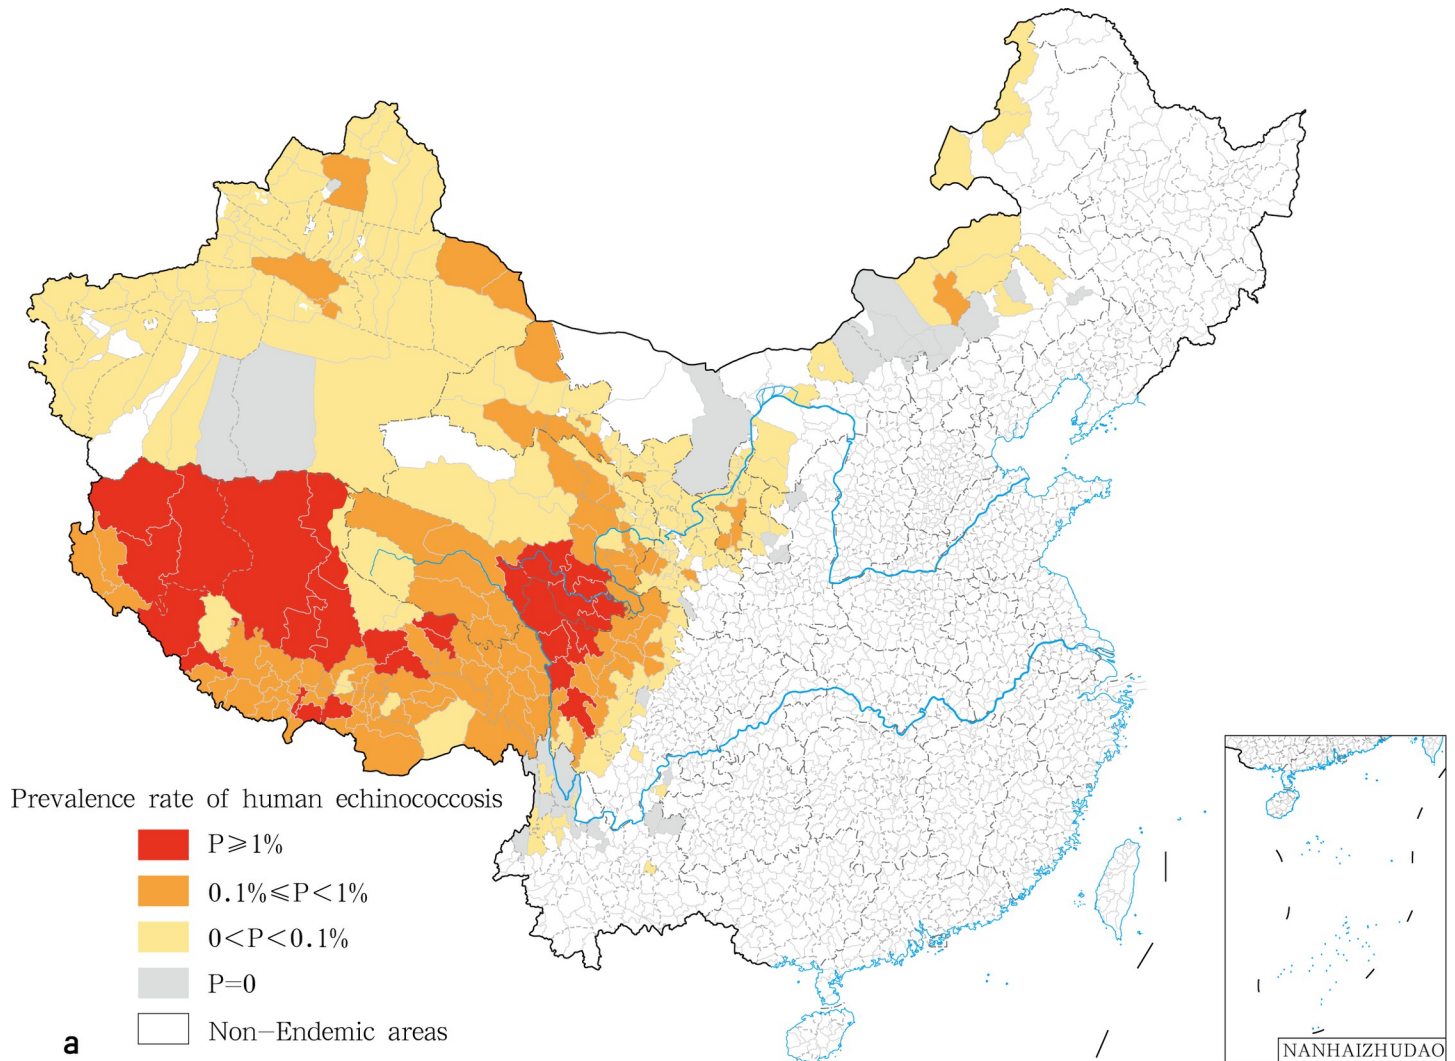 Prevalence rate of human echinococcosis
P⩾1%
0.1%⩽P<1%
0<P<0.1%
P=0
Non-Endemic areas
a
NANHAIZHUDAO